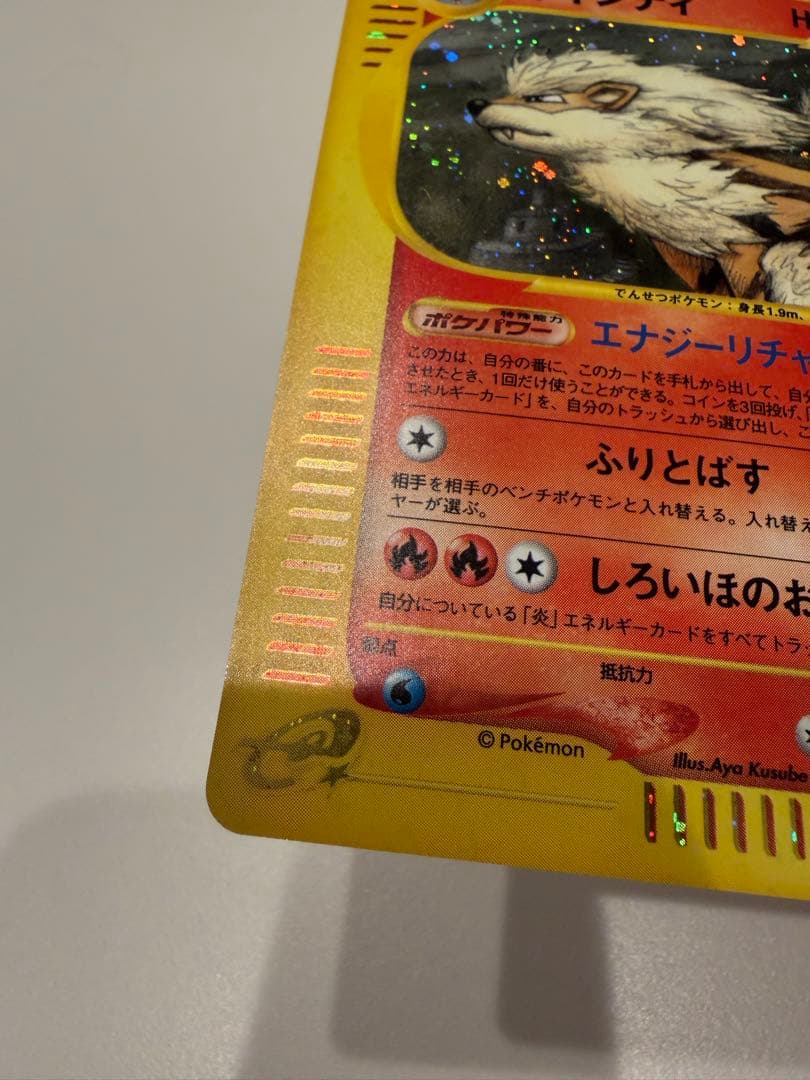 ンディ
H
でんせつポケモン：身長1.9m、
特殊能力
ポケパワー
エナジーリチャ
この力は、自分の番に、このカードを手札から出して、自分
させたとき、1回だけ使うことができる。コインを3回投げ、
エネルギーカード」を、自分のトラッシュから選び出し、こ
ふりとばす
相手を相手のベンチポケモンと入れ替える。入れ替え
ヤーが選ぶ。
しろいほのお
自分についている「炎」エネルギーカードをすべてトラッ
弱点
抵抗力
© Pokémon
Illus.Aya Kusube